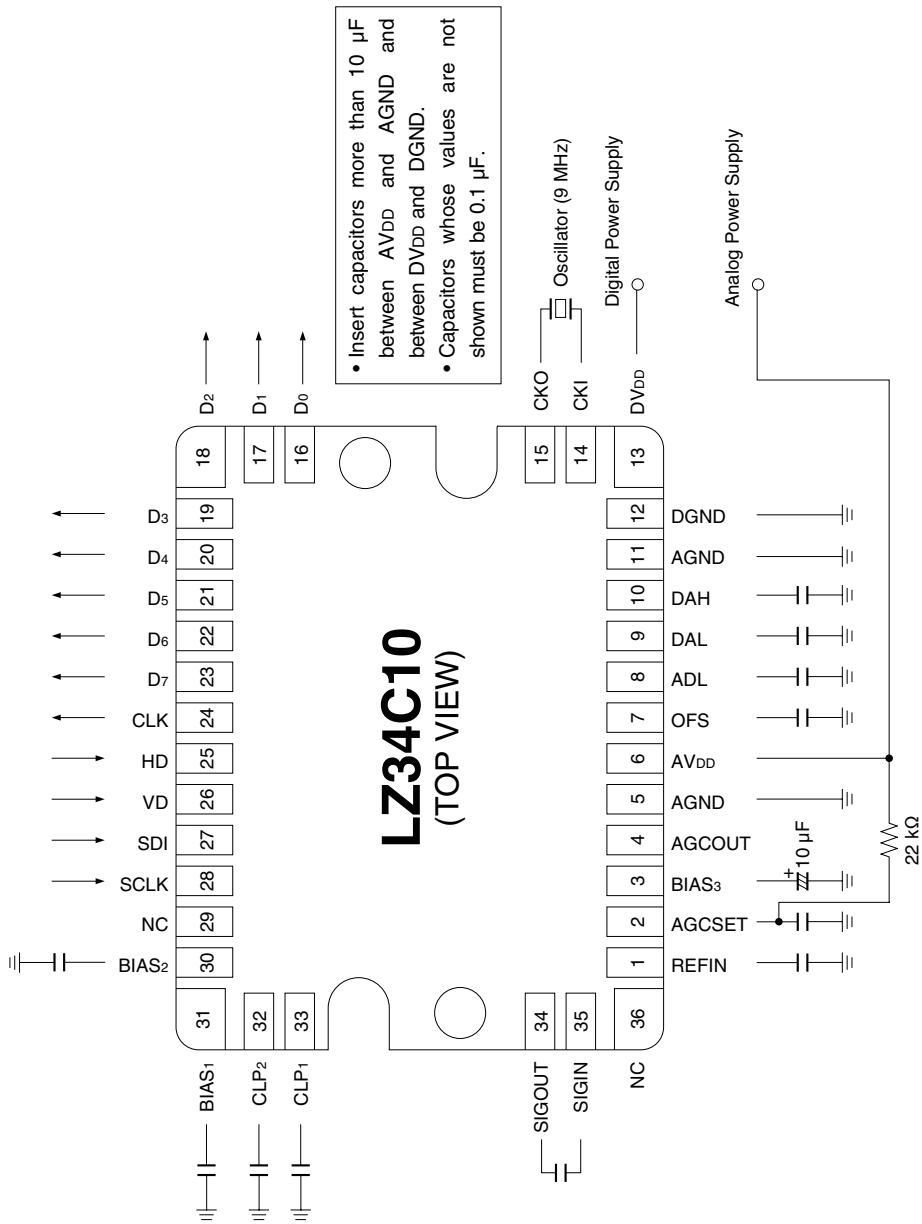 LZ34C10
(TOP VIEW)
• Insert capacitors more than 10 µF
between AVDD and AGND and
between DVDD and DGND.
• Capacitors whose values are not
shown must be 0.1 µF.
D2
D1
D0
18
17
16
CKO
CKI
Oscillator (9 MHz)
15
14
Digital Power Supply
DVDD
13
Analog Power Supply
D3
19
D4
20
D5
21
D6
22
D7
23
CLK
24
HD
25
VD
26
SDI
27
SCLK
28
NC
29
BIAS2
30
12
DGND
11
AGND
10
DAH
9
DAL
8
ADL
7
OFS
6
AVDD
5
AGND
4
AGCOUT
3
BIAS3
+
10 µF
22 kΩ
2
AGCSET
1
REFIN
31
32
33
34
35
36
BIAS1
CLP2
CLP1
SIGOUT
SIGIN
NC